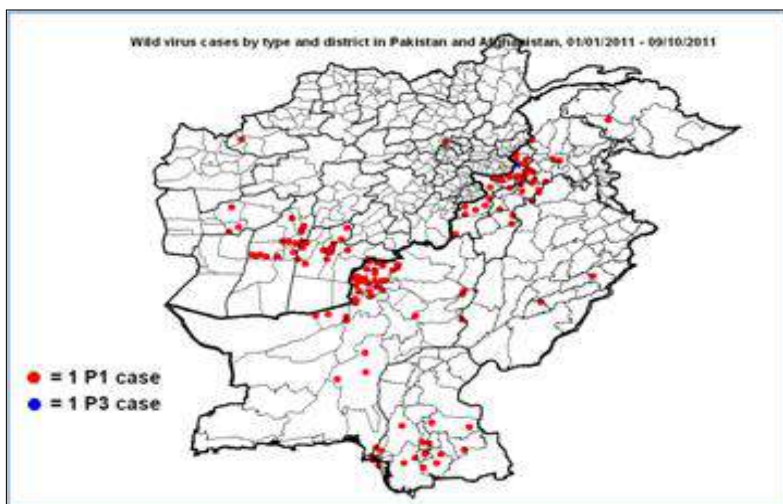 Wild virus cases by type and district in Pakistan and Afghanistan, 01/01/2011 - 09/10/2011
= 1 P1 case
= 1 P3 case